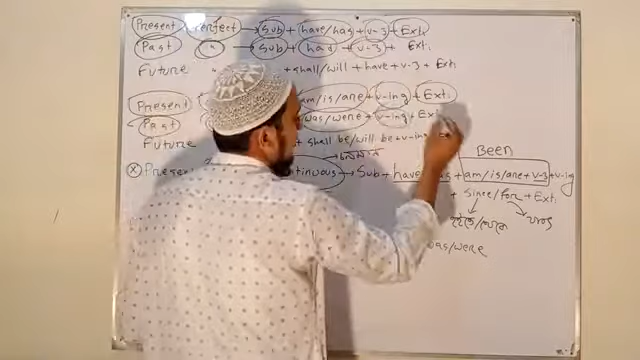 Present Perfect → Sub + have/has + v-3 + Ext.
Past " → Sub + had + v-3 + Ext.
Future + shall/will + have + v-3 + Ext
Present am/is/are + v-ing + Ext.
Past was/were + v-ing + Ext
Future + shall be/will be + v-ing
Been
Present → Sub + + am/is/are + v-3 + v-ing
+ Since/for + Ext.
was/were